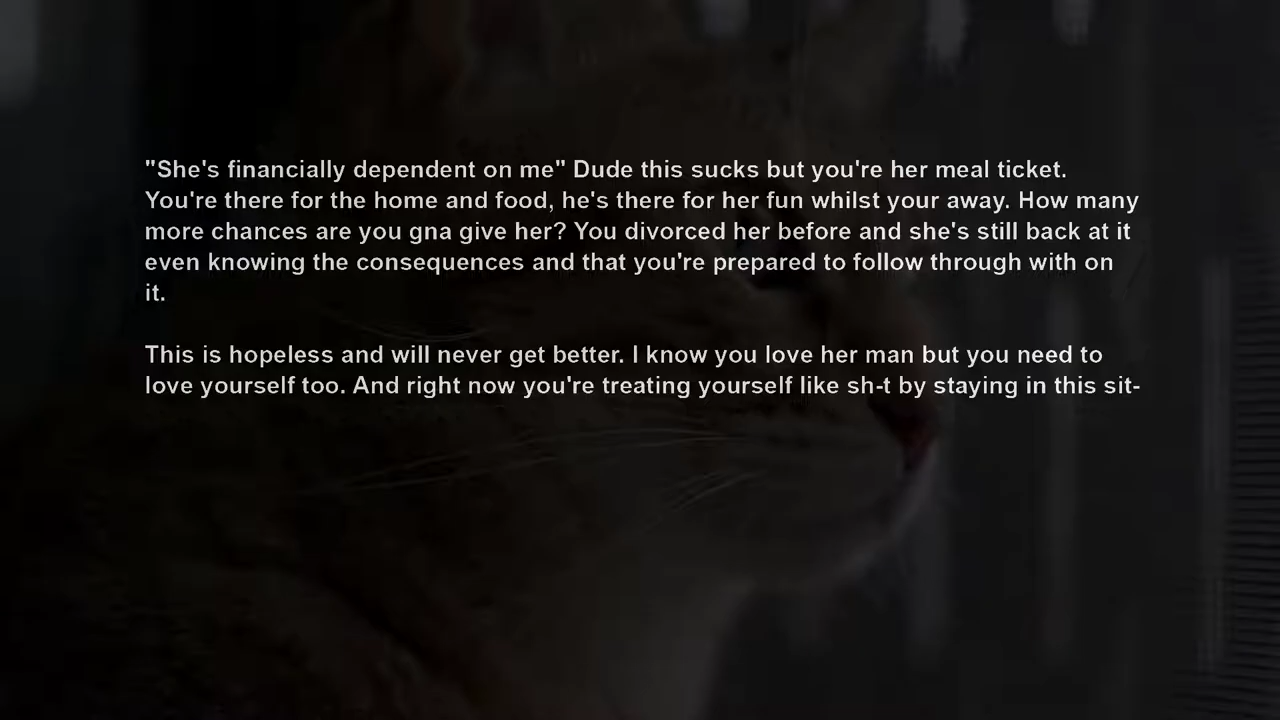 "She's financially dependent on me" Dude this sucks but you're her meal ticket.
You're there for the home and food, he's there for her fun whilst your away. How many
more chances are you gna give her? You divorced her before and she's still back at it
even knowing the consequences and that you're prepared to follow through with on
it.
This is hopeless and will never get better. I know you love her man but you need to
love yourself too. And right now you're treating yourself like sh-t by staying in this sit-